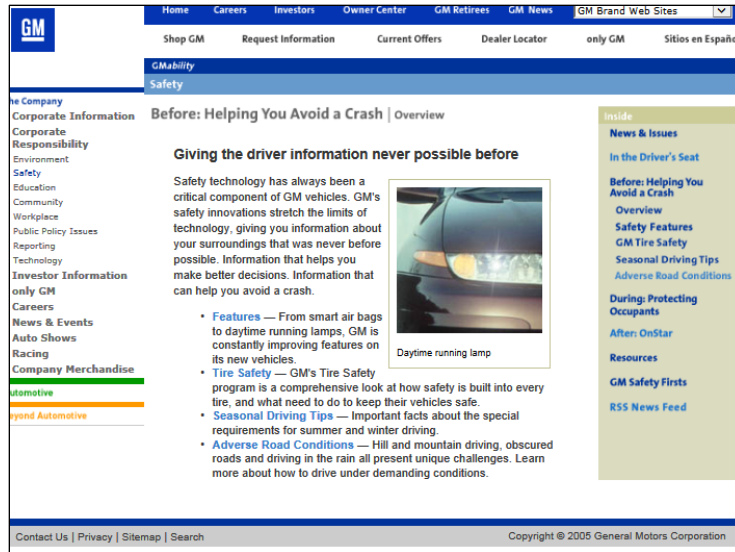 GM
Home Careers Investors Owner Center GM Retirees GM News GM Brand Web Sites
Shop GM Request Information Current Offers Dealer Locator only GM Sitios en Españo
GMability
Safety
he Company
Corporate Information
Corporate
Responsibility
Environment
Safety
Education
Community
Workplace
Public Policy Issues
Reporting
Technology
Investor Information
only GM
Careers
News & Events
Auto Shows
Racing
Company Merchandise
utomotive
eyond Automotive
Before: Helping You Avoid a Crash | Overview
Giving the driver information never possible before
Safety technology has always been a
critical component of GM vehicles. GM's
safety innovations stretch the limits of
technology, giving you information about
your surroundings that was never before
possible. Information that helps you
make better decisions. Information that
can help you avoid a crash.
• Features — From smart air bags
to daytime running lamps, GM is
constantly improving features on
its new vehicles.
• Tire Safety — GM's Tire Safety
program is a comprehensive look at how safety is built into every
tire, and what need to do to keep their vehicles safe.
• Seasonal Driving Tips — Important facts about the special
requirements for summer and winter driving.
• Adverse Road Conditions — Hill and mountain driving, obscured
roads and driving in the rain all present unique challenges. Learn
more about how to drive under demanding conditions.
Daytime running lamp
Inside
News & Issues
In the Driver's Seat
Before: Helping You
Avoid a Crash
Overview
Safety Features
GM Tire Safety
Seasonal Driving Tips
Adverse Road Conditions
During: Protecting
Occupants
After: OnStar
Resources
GM Safety Firsts
RSS News Feed
Contact Us | Privacy | Sitemap | Search
Copyright © 2005 General Motors Corporation